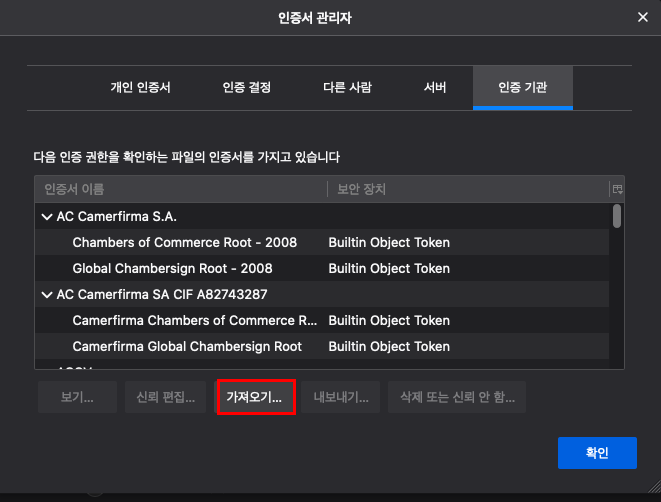 인증서 관리자
개인 인증서 인증 결정 다른 사람 서버 인증 기관
다음 인증 권한을 확인하는 파일의 인증서를 가지고 있습니다
인증서 이름 보안 장치
AC Camerfirma S.A.
Chambers of Commerce Root - 2008 Builtin Object Token
Global Chambersign Root - 2008 Builtin Object Token
AC Camerfirma SA CIF A82743287
Camerfirma Chambers of Commerce R... Builtin Object Token
Camerfirma Global Chambersign Root Builtin Object Token
보기... 신뢰 편집... 가져오기... 내보내기... 삭제 또는 신뢰 안 함...
확인